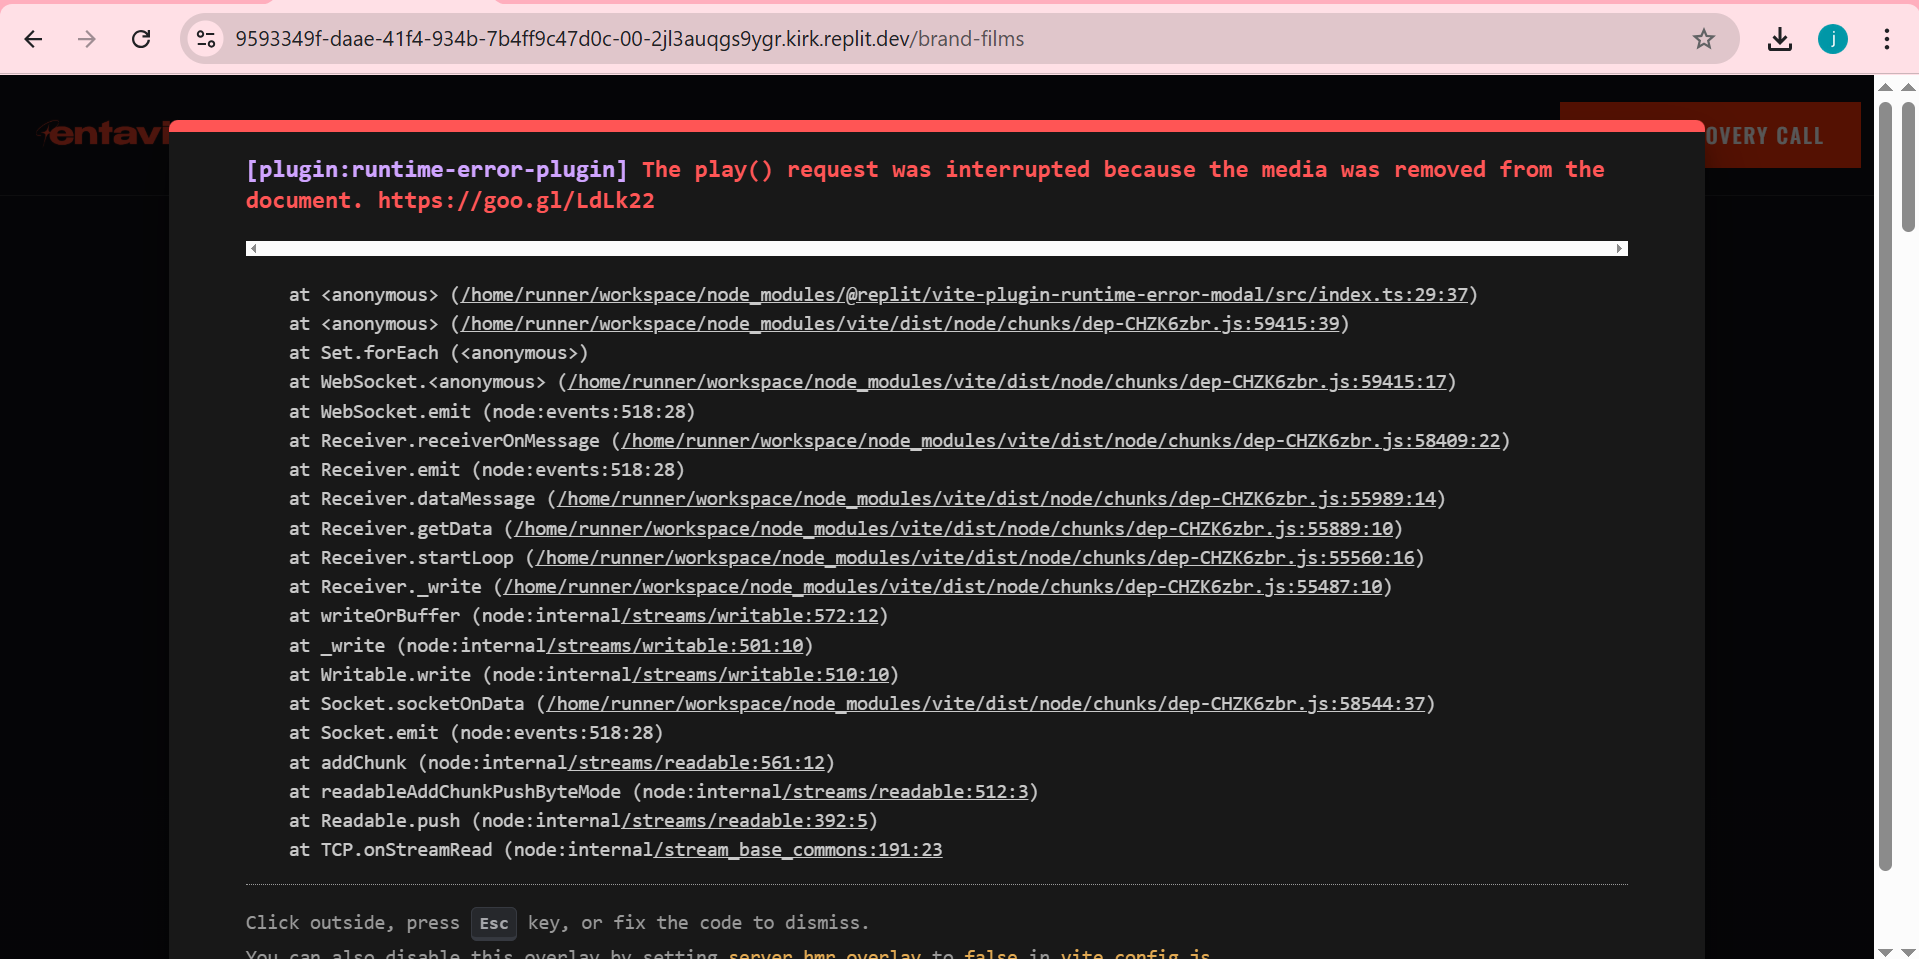 9593349f-daae-41f4-934b-7b4ff9c47d0c-00-2jl3auqgs9ygr.kirk.replit.dev/brand-films
j
entavi
OVERY CALL
[plugin:runtime-error-plugin] The play() request was interrupted because the media was removed from the
document. https://goo.gl/LdLk22
at <anonymous> (/home/runner/workspace/node_modules/@replit/vite-plugin-runtime-error-modal/src/index.ts:29:37)
at <anonymous> (/home/runner/workspace/node_modules/vite/dist/node/chunks/dep-CHZK6zbr.js:59415:39)
at Set.forEach (<anonymous>)
at WebSocket.<anonymous> (/home/runner/workspace/node_modules/vite/dist/node/chunks/dep-CHZK6zbr.js:59415:17)
at WebSocket.emit (node:events:518:28)
at Receiver.receiverOnMessage (/home/runner/workspace/node_modules/vite/dist/node/chunks/dep-CHZK6zbr.js:58409:22)
at Receiver.emit (node:events:518:28)
at Receiver.dataMessage (/home/runner/workspace/node_modules/vite/dist/node/chunks/dep-CHZK6zbr.js:55989:14)
at Receiver.getData (/home/runner/workspace/node_modules/vite/dist/node/chunks/dep-CHZK6zbr.js:55889:10)
at Receiver.startLoop (/home/runner/workspace/node_modules/vite/dist/node/chunks/dep-CHZK6zbr.js:55560:16)
at Receiver._write (/home/runner/workspace/node_modules/vite/dist/node/chunks/dep-CHZK6zbr.js:55487:10)
at writeOrBuffer (node:internal/streams/writable:572:12)
at _write (node:internal/streams/writable:501:10)
at Writable.write (node:internal/streams/writable:510:10)
at Socket.socketOnData (/home/runner/workspace/node_modules/vite/dist/node/chunks/dep-CHZK6zbr.js:58544:37)
at Socket.emit (node:events:518:28)
at addChunk (node:internal/streams/readable:561:12)
at readableAddChunkPushByteMode (node:internal/streams/readable:512:3)
at Readable.push (node:internal/streams/readable:392:5)
at TCP.onStreamRead (node:internal/stream_base_commons:191:23
Click outside, press Esc key, or fix the code to dismiss.
You can also disable this overlay by setting server.hmr.overlay to false in vite.config.js